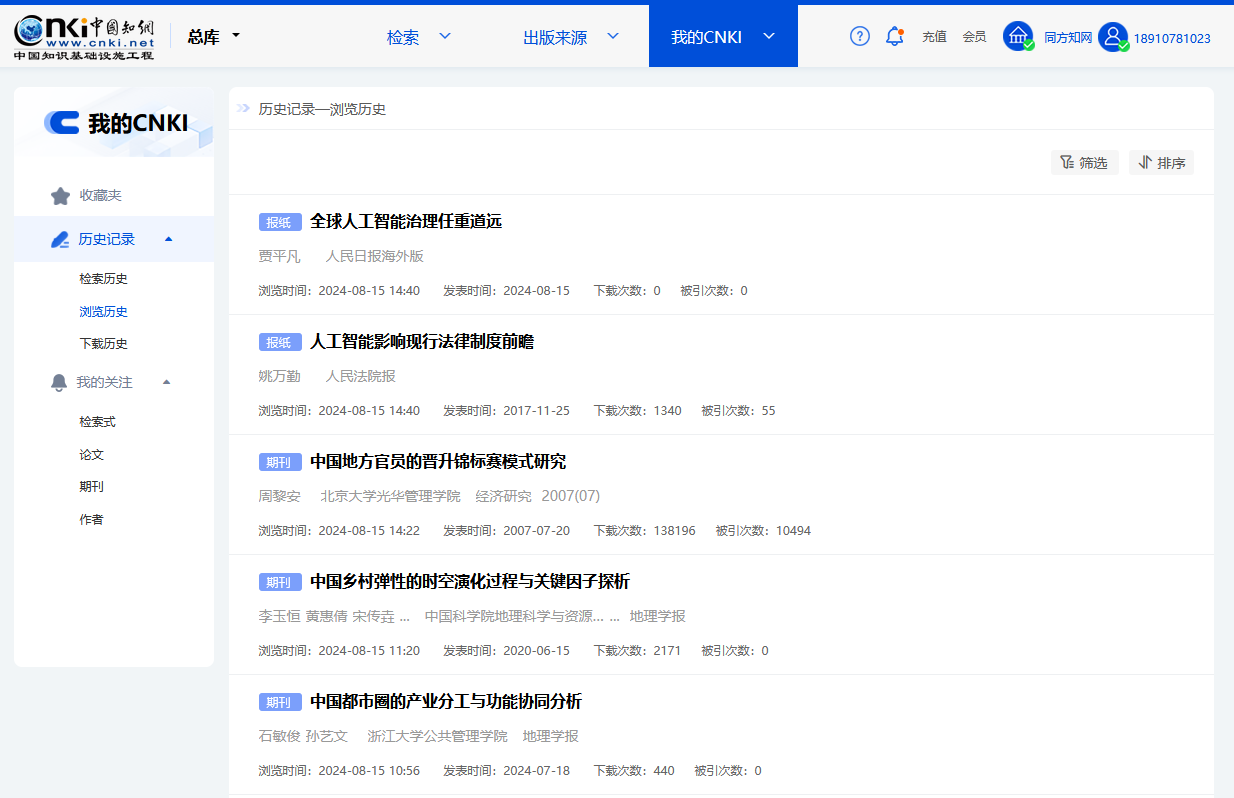 cnki中国知网
www.cnki.net
中国知识基础设施工程
总库
检索
出版来源
我的CNKI
充值
会员
同方知网
18910781023
我的CNKI
收藏夹
历史记录
检索历史
浏览历史
下载历史
我的关注
检索式
论文
期刊
作者
历史记录—浏览历史
筛选
排序
报纸 全球人工智能治理任重道远
贾平凡 人民日报海外版
浏览时间：2024-08-15 14:40 发表时间：2024-08-15 下载次数：0 被引次数：0
报纸 人工智能影响现行法律制度前瞻
姚万勤 人民法院报
浏览时间：2024-08-15 14:40 发表时间：2017-11-25 下载次数：1340 被引次数：55
期刊 中国地方官员的晋升锦标赛模式研究
周黎安 北京大学光华管理学院 经济研究 2007(07)
浏览时间：2024-08-15 14:22 发表时间：2007-07-20 下载次数：138196 被引次数：10494
期刊 中国乡村弹性的时空演化过程与关键因子探析
李玉恒 黄惠倩 宋传垚 ... 中国科学院地理科学与资源... ... 地理学报
浏览时间：2024-08-15 11:20 发表时间：2020-06-15 下载次数：2171 被引次数：0
期刊 中国都市圈的产业分工与功能协同分析
石敏俊 孙艺文 浙江大学公共管理学院 地理学报
浏览时间：2024-08-15 10:56 发表时间：2024-07-18 下载次数：440 被引次数：0